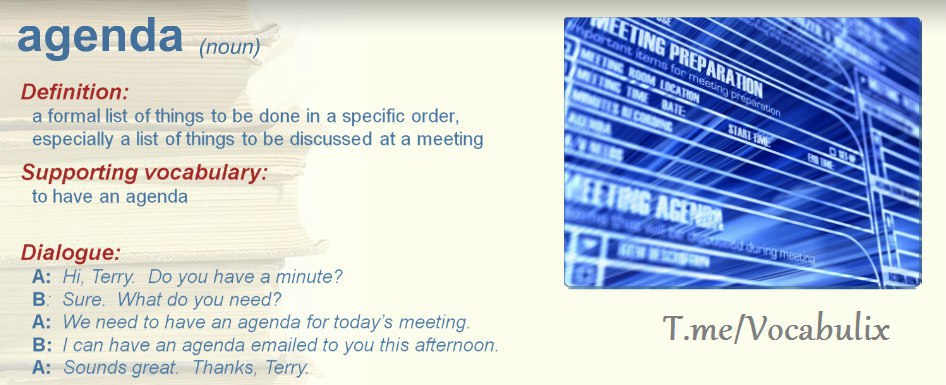 agenda (noun)
Definition:
a formal list of things to be done in a specific order,
especially a list of things to be discussed at a meeting
Supporting vocabulary:
to have an agenda
Dialogue:
A: Hi, Terry. Do you have a minute?
B: Sure. What do you need?
A: We need to have an agenda for today's meeting.
B: I can have an agenda emailed to you this afternoon.
A: Sounds great. Thanks, Terry.
MEETING PREPARATION
important items for meeting preparation
MEETING ROOM LOCATION
MEETING TIME DATE:
MINUTES RECORDING
START TIME:
END TIME:
AGENDA
MEETING AGENDA
discussed during meeting
T.me/Vocabulix